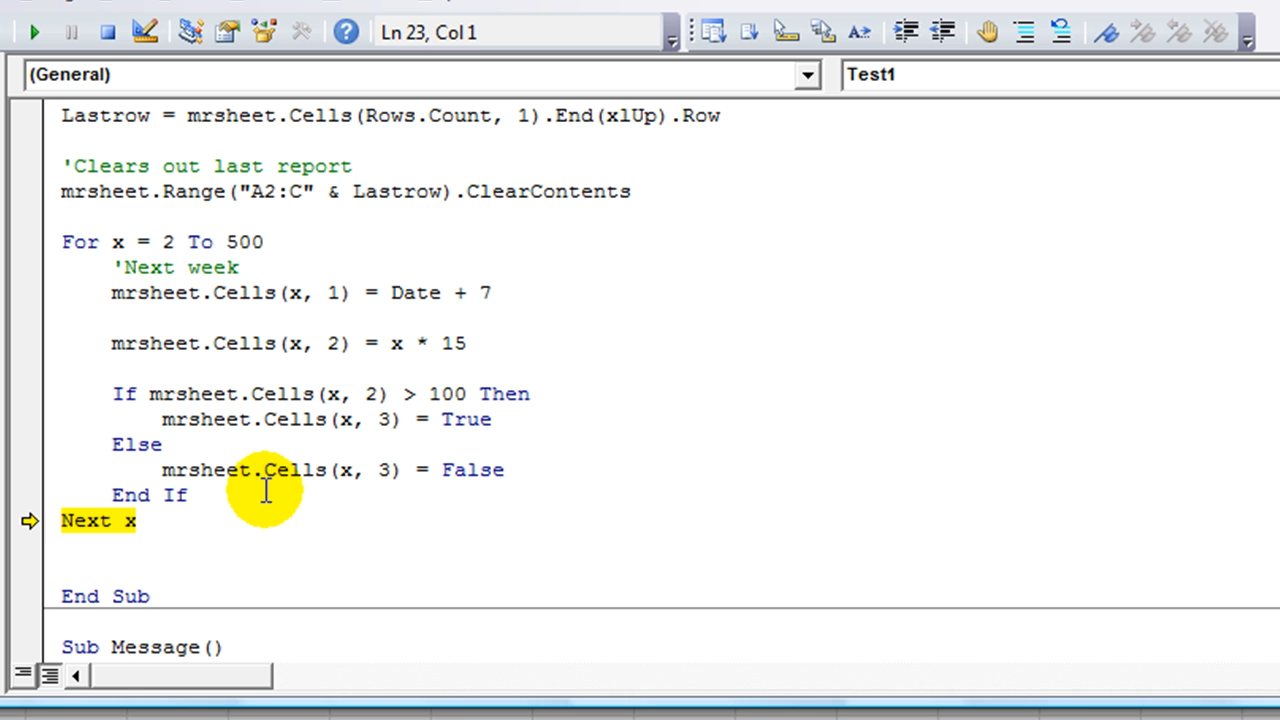 Ln 23, Col 1
(General)
Test1
Lastrow = mrsheet.Cells(Rows.Count, 1).End(xlUp).Row
'Clears out last report
mrsheet.Range("A2:C" & Lastrow).ClearContents
For x = 2 To 500
'Next week
mrsheet.Cells(x, 1) = Date + 7
mrsheet.Cells(x, 2) = x * 15
If mrsheet.Cells(x, 2) > 100 Then
mrsheet.Cells(x, 3) = True
Else
mrsheet.Cells(x, 3) = False
End If
Next x
End Sub
Sub Message()